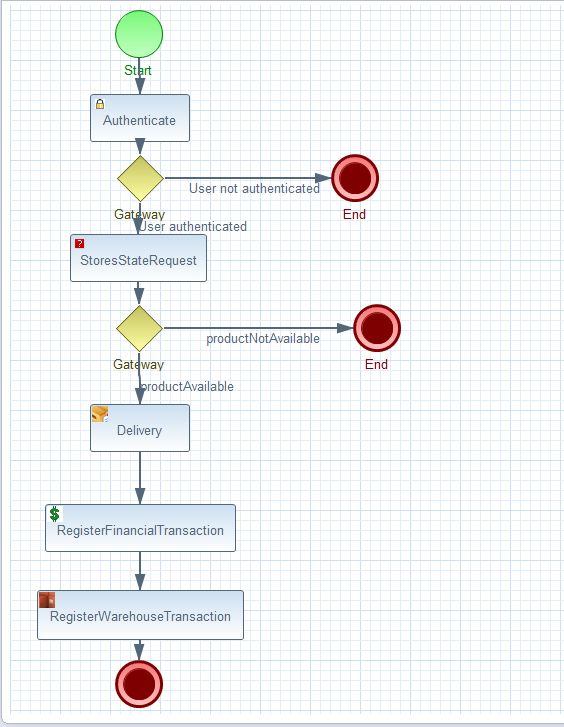 Start
Authenticate
User not authenticated
Gateway
End
User authenticated
?
StoresStateRequest
productNotAvailable
Gateway
End
productAvailable
Delivery
$
RegisterFinancialTransaction
RegisterWarehouseTransaction